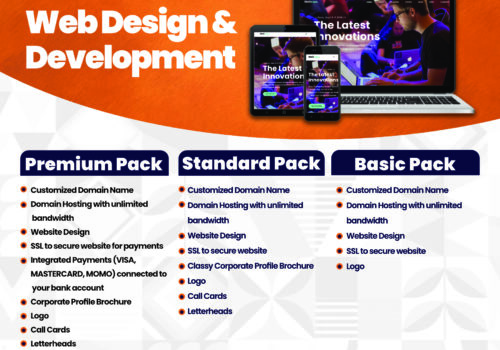 Web Design &
Development
The Latest
Innovations
The Latest
Innovations
The Latest
Innovations
Premium Pack
Customized Domain Name
Domain Hosting with unlimited
bandwidth
Website Design
SSL to secure website for payments
Integrated Payments (VISA,
MASTERCARD, MOMO) connected to
your bank account
Corporate Profile Brochure
Logo
Call Cards
Letterheads
Standard Pack
Customized Domain Name
Domain Hosting with unlimited
bandwidth
Website Design
SSL to secure website
Classy Corporate Profile Brochure
Logo
Call Cards
Letterheads
Basic Pack
Customized Domain Name
Domain Hosting with unlimited
bandwidth
Website Design
SSL to secure website
Logo